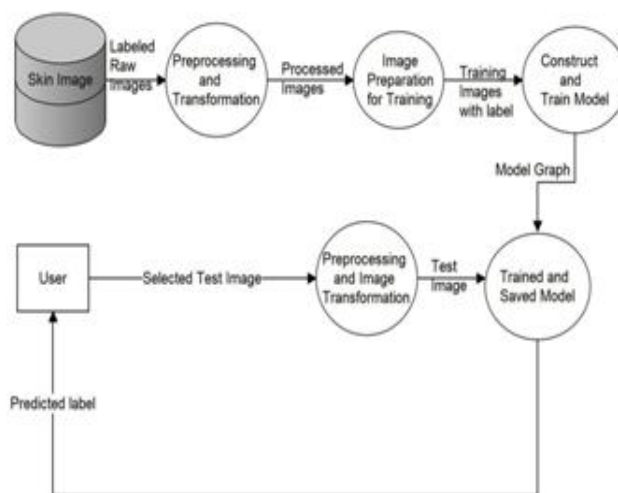 Skin Image
Labeled
Raw
Images
Preprocessing
and
Transformation
Processed
Images
Image
Preparation
for Training
Training
Images
with label
Construct
and
Train Model
Model Graph
User
Selected Test Image
Preprocessing
and Image
Transformation
Test
Image
Trained and
Saved Model
Predicted label